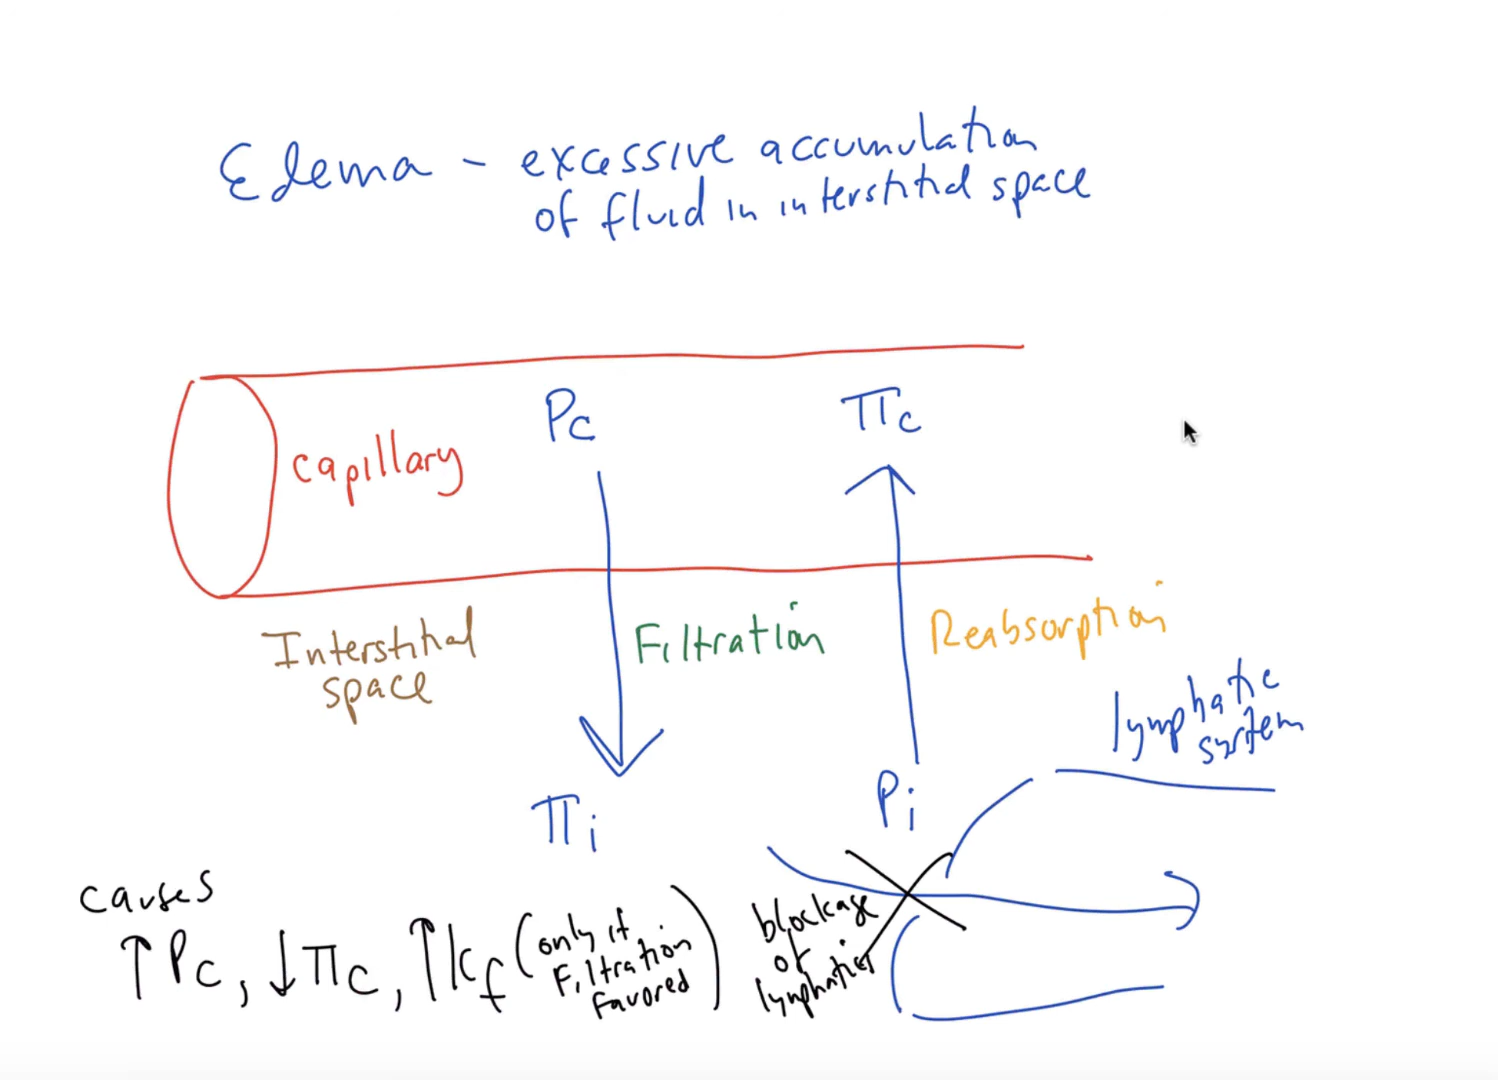 Edema - excessive accumulation
of fluid in interstitial space
Pc
πc
capillary
Interstitial
space
Filtration
Reabsorption
lymphatic
system
πi
Pi
causes
↑Pc, ↓πc, ↑kf (only if
Filtration
favored)
blockage
of
lymphatics